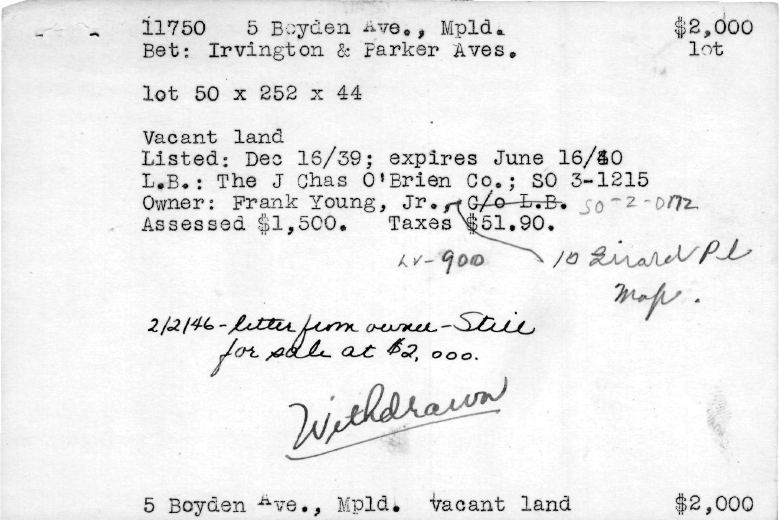 11750 5 Boyden Ave., Mpld. $2,000
Bet: Irvington & Parker Aves. lot
lot 50 x 252 x 44
Vacant land
Listed: Dec 16/39; expires June 16/40
L.B.: The J Chas O'Brien Co.; SO 3-1215
Owner: Frank Young, Jr., C/o L.B. SO-2-0172
Assessed $1,500. Taxes $51.90.
LV-900 10 Girard Pl
Map.
2/2/46-letter from owner-Still
for sale at $2,000.
Withdrawn
5 Boyden Ave., Mpld. vacant land $2,000